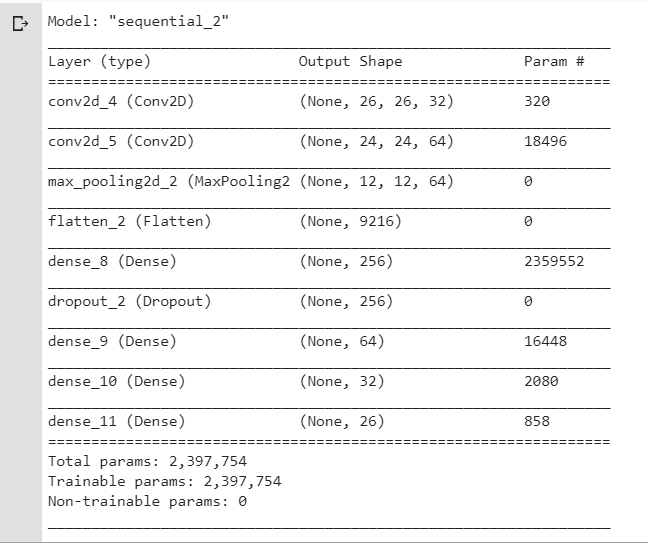 Model: "sequential_2"
Layer (type) Output Shape Param #
conv2d_4 (Conv2D) (None, 26, 26, 32) 320
conv2d_5 (Conv2D) (None, 24, 24, 64) 18496
max_pooling2d_2 (MaxPooling2 (None, 12, 12, 64) 0
flatten_2 (Flatten) (None, 9216) 0
dense_8 (Dense) (None, 256) 2359552
dropout_2 (Dropout) (None, 256) 0
dense_9 (Dense) (None, 64) 16448
dense_10 (Dense) (None, 32) 2080
dense_11 (Dense) (None, 26) 858
Total params: 2,397,754
Trainable params: 2,397,754
Non-trainable params: 0